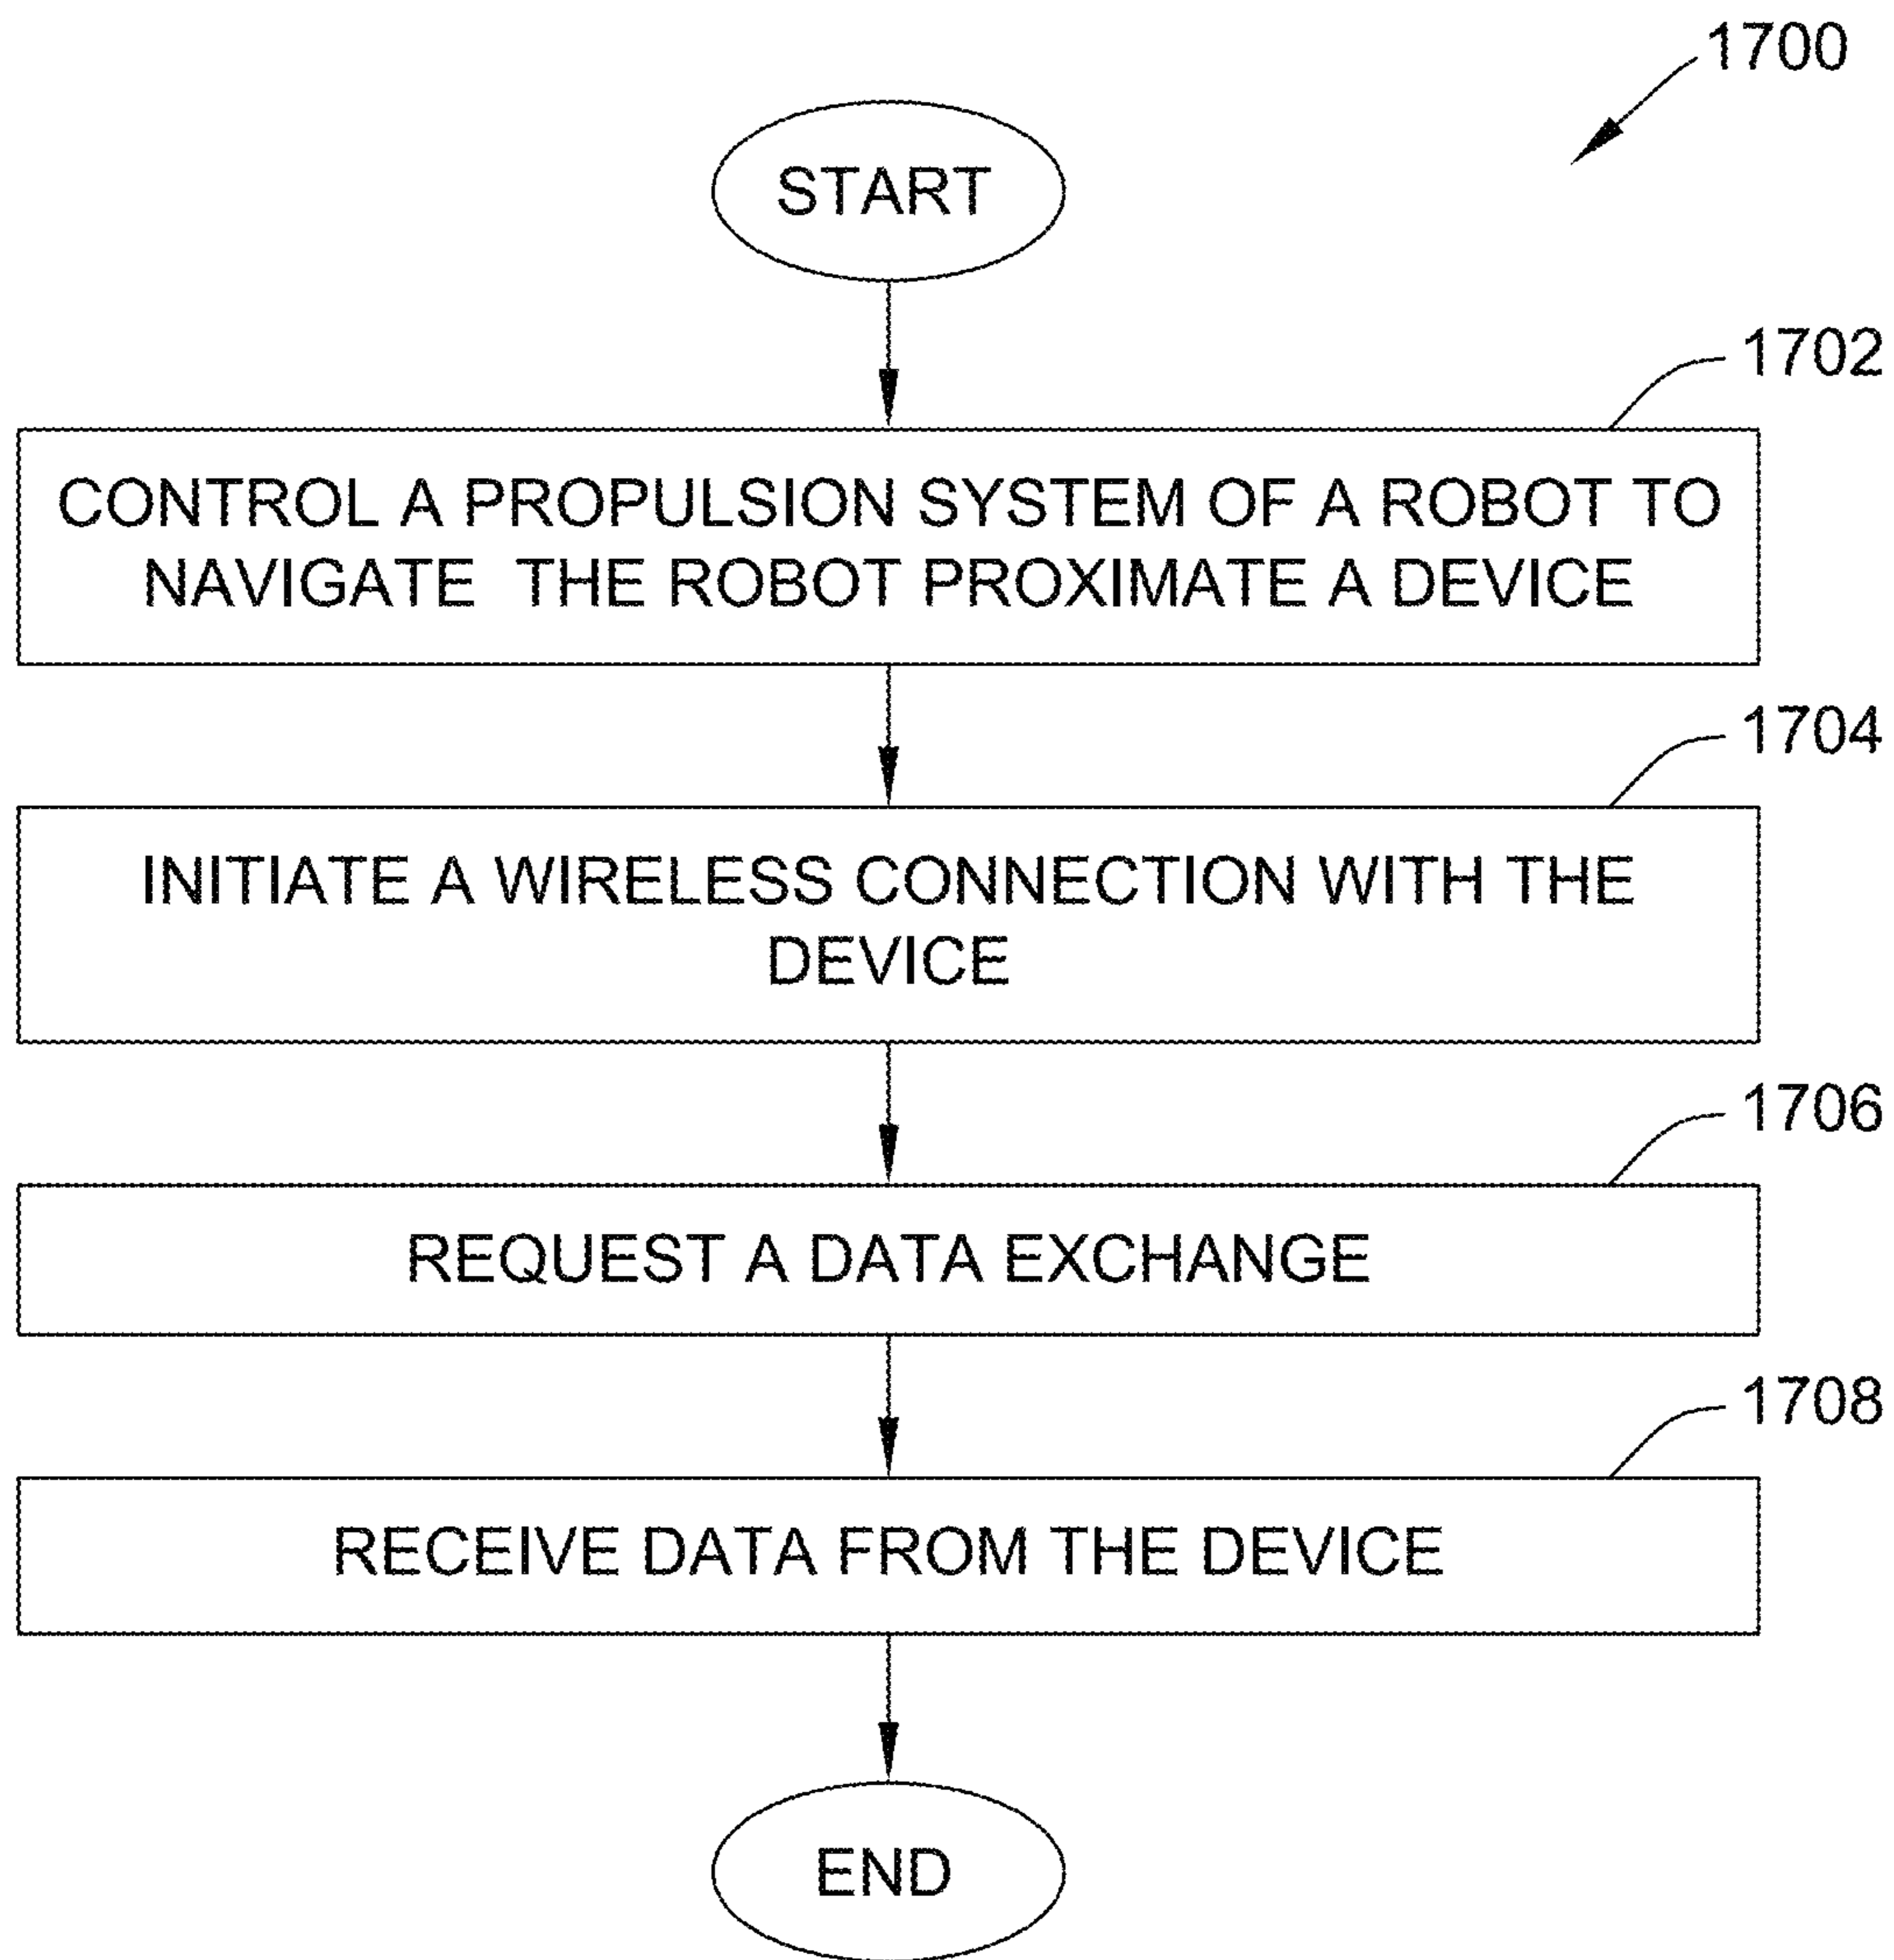 1700
START
1702
CONTROL A PROPULSION SYSTEM OF A ROBOT TO
NAVIGATE THE ROBOT PROXIMATE A DEVICE
1704
INITIATE A WIRELESS CONNECTION WITH THE
DEVICE
1706
REQUEST A DATA EXCHANGE
1708
RECEIVE DATA FROM THE DEVICE
END